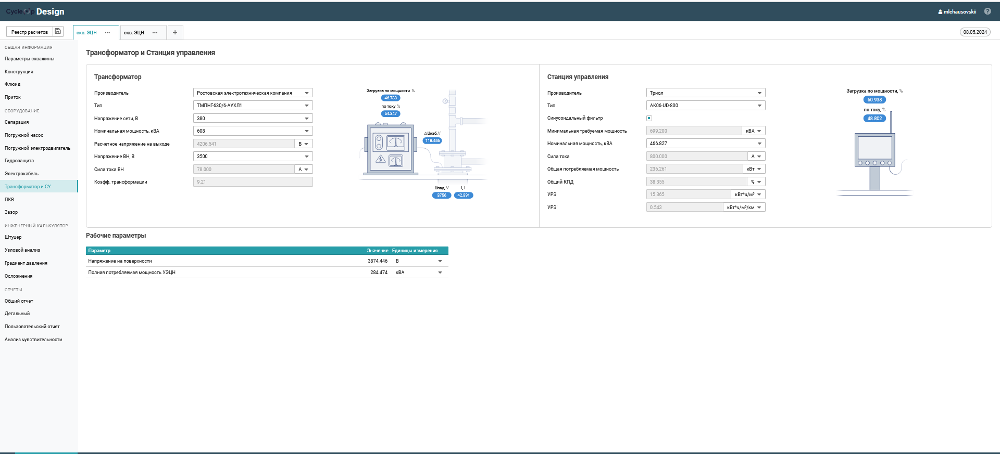 CycleOp Design
mlchausovskii
Реестр расчетов
скв. ЭЦН ...
скв. ЭЦН ...
+
08.05.2024
ОБЩАЯ ИНФОРМАЦИЯ
Параметры скважины
Конструкция
Флюид
Приток
ОБОРУДОВАНИЕ
Сепарация
Погружной насос
Погружной электродвигатель
Гидрозащита
Электрокабель
Трансформатор и СУ
ПКВ
Зазор
ИНЖЕНЕРНЫЙ КАЛЬКУЛЯТОР
Штуцер
Узловой анализ
Градиент давления
Осложнения
ОТЧЕТЫ
Общий отчет
Детальный
Пользовательский отчет
Анализ чувствительности
Трансформатор и Станция управления
Трансформатор
Производитель Ростовская электротехническая компания
Тип ТМПНГ-630/6-АУХЛ1
Напряжение сети, В 380
Номинальная мощность, кВА 608
Расчетное напряжение на выходе 4206.541 В
Напряжение ВН, В 3500
Сила тока ВН 78.000 А
Коэфф. трансформации 9.21
Загрузка по мощности %
46.788
по току %
54.347
△Uкаб, V
118.446
Uпэд, V I, I
3756 42.391
Станция управления
Производитель Триол
Тип АК06-UD-800
Синусоидальный фильтр
Минимальная требуемая мощность 699.200 кВА
Номинальная мощность, кВА 466.827
Сила тока 800.000 А
Общая потребляемая мощность 236.261 кВт
Общий КПД 38.355 %
УРЭ 15.365 кВт*ч/м³
УРЭ' 0.543 кВт*ч/м³/км
Загрузка по мощности, %
60.938
по току, %
48.802
Рабочие параметры
Параметр Значение Единицы измерения
Напряжение на поверхности 3874.446 В
Полная потребляемая мощность УЭЦН 284.474 кВА